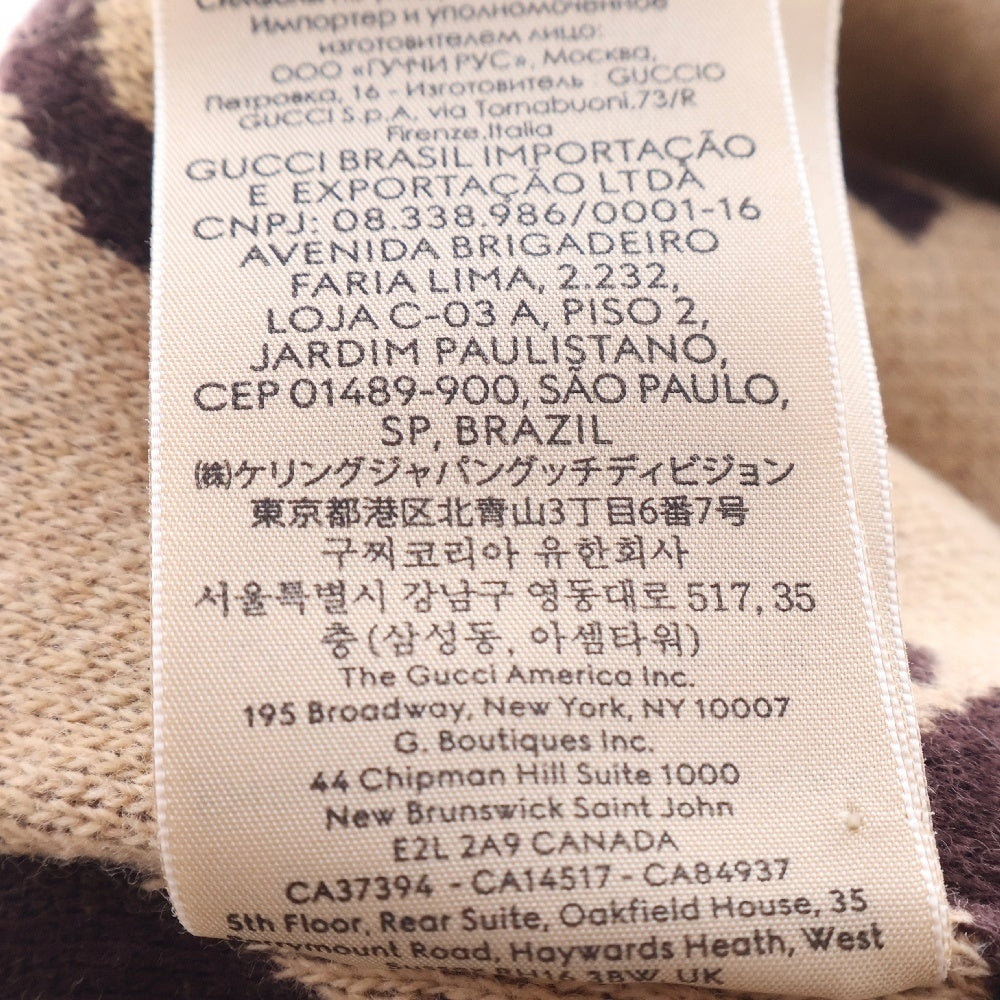 Импортер и уполномоченное
изготовителем лицо:
ООО «ГУЧЧИ РУС», Москва,
Петровка, 16 - Изготовитель : GUCCIO
GUCCI S.p.A. via Tornabuoni.73/R
Firenze.Italia
GUCCI BRASIL IMPORTAÇÃO
E EXPORTAÇÃO LTDA
CNPJ: 08.338.986/0001-16
AVENIDA BRIGADEIRO
FARIA LIMA, 2.232,
LOJA C-03 A, PISO 2,
JARDIM PAULISTANO,
CEP 01489-900, SÃO PAULO,
SP, BRAZIL
㈱ケリングジャパングッチディビジョン
東京都港区北青山3丁目6番7号
구찌코리아 유한회사
서울특별시 강남구 영동대로 517, 35
층(삼성동, 아셈타워)
The Gucci America Inc.
195 Broadway, New York, NY 10007
G. Boutiques Inc.
44 Chipman Hill Suite 1000
New Brunswick Saint John
E2L 2A9 CANADA
CA37394 - CA14517 - CA84937
5th Floor, Rear Suite, Oakfield House, 35
Perrymount Road, Haywards Heath, West
Sussex RH16 3BW, UK